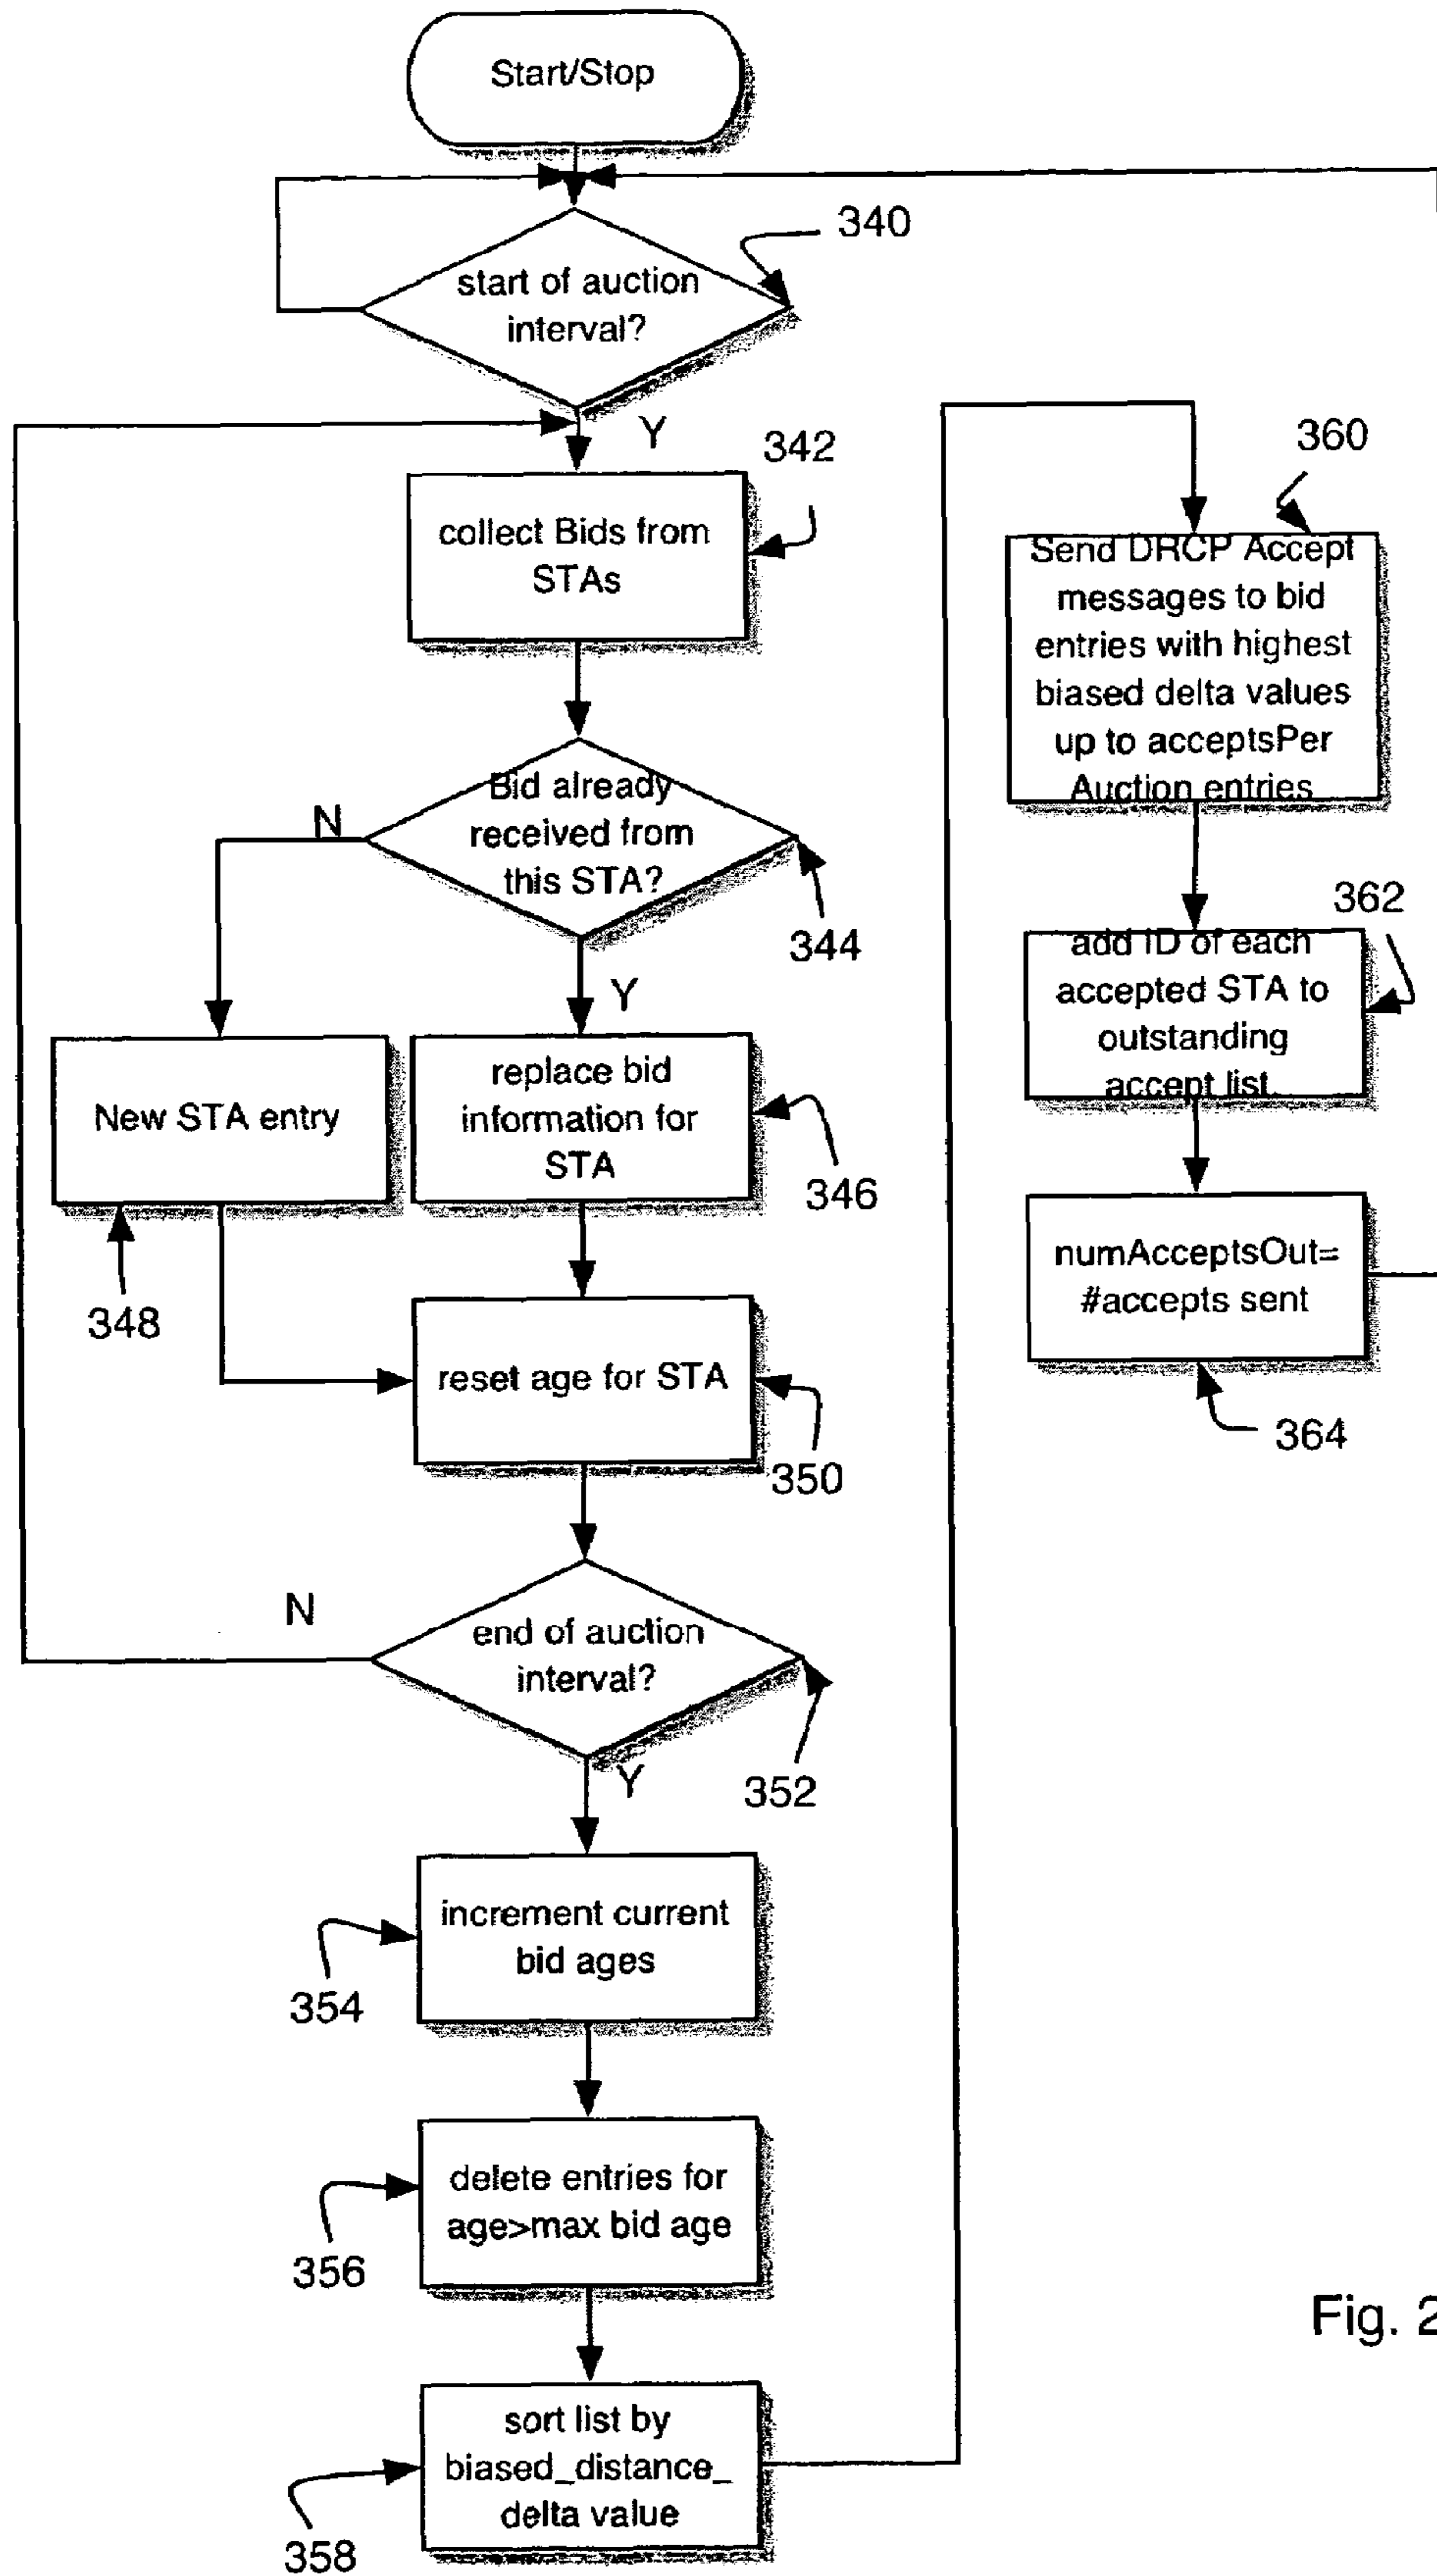 Start/Stop
start of auction
interval?
340
Y
342
collect Bids from
STAs
Bid already
received from
this STA?
N
344
Y
New STA entry
348
replace bid
information for
STA
346
reset age for STA
350
end of auction
interval?
N
352
Y
increment current
bid ages
354
delete entries for
age>max bid age
356
sort list by
biased_distance_
delta value
358
360
Send DRCP Accept
messages to bid
entries with highest
biased delta values
up to acceptsPer
Auction entries
362
add ID of each
accepted STA to
outstanding
accept list
numAcceptsOut=
#accepts sent
364
Fig. 2